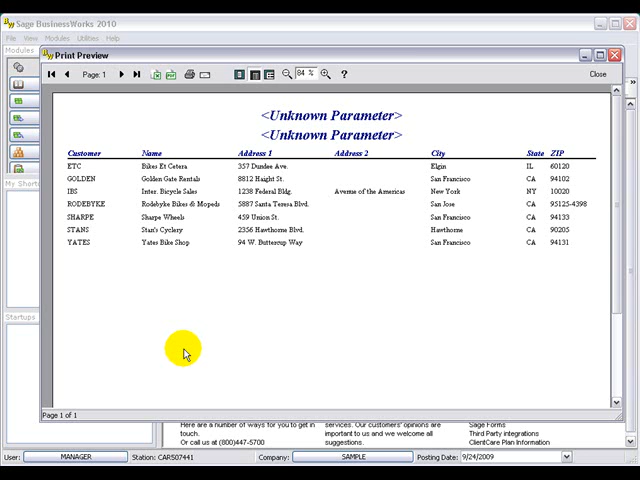 Sage BusinessWorks 2010
File View Modules Utilities Help
Modules
Print Preview
Page: 1
84 %
?
Close
<Unknown Parameter>
<Unknown Parameter>
Customer Name Address 1 Address 2 City State ZIP
ETC Bikes Et Cetera 357 Dundee Ave. Elgin IL 60120
GOLDEN Golden Gate Rentals 8812 Haight St. San Francisco CA 94102
IBS Inter. Bicycle Sales 1238 Federal Bldg. Avenue of the Americas New York NY 10020
RODEBYKE Rodebyke Bikes & Mopeds 5887 Santa Teresa Blvd. San Jose CA 95125-4398
SHARPE Sharpe Wheels 459 Union St. San Francisco CA 94133
STANS Stan's Cyclery 2356 Hawthorne Blvd. Hawthorne CA 90205
YATES Yates Bike Shop 94 W. Buttercup Way San Francisco CA 94131
My Short
Startups
Page 1 of 1
Here are a number of ways for you to get in touch.
Or call us at (800)447-5700
services. Our customers' opinions are important to us and we welcome all suggestions.
Sage Forms
Third Party integrations
ClientCare Plan Information
User: MANAGER Station: CAR507441 Company: SAMPLE Posting Date: 9/24/2009